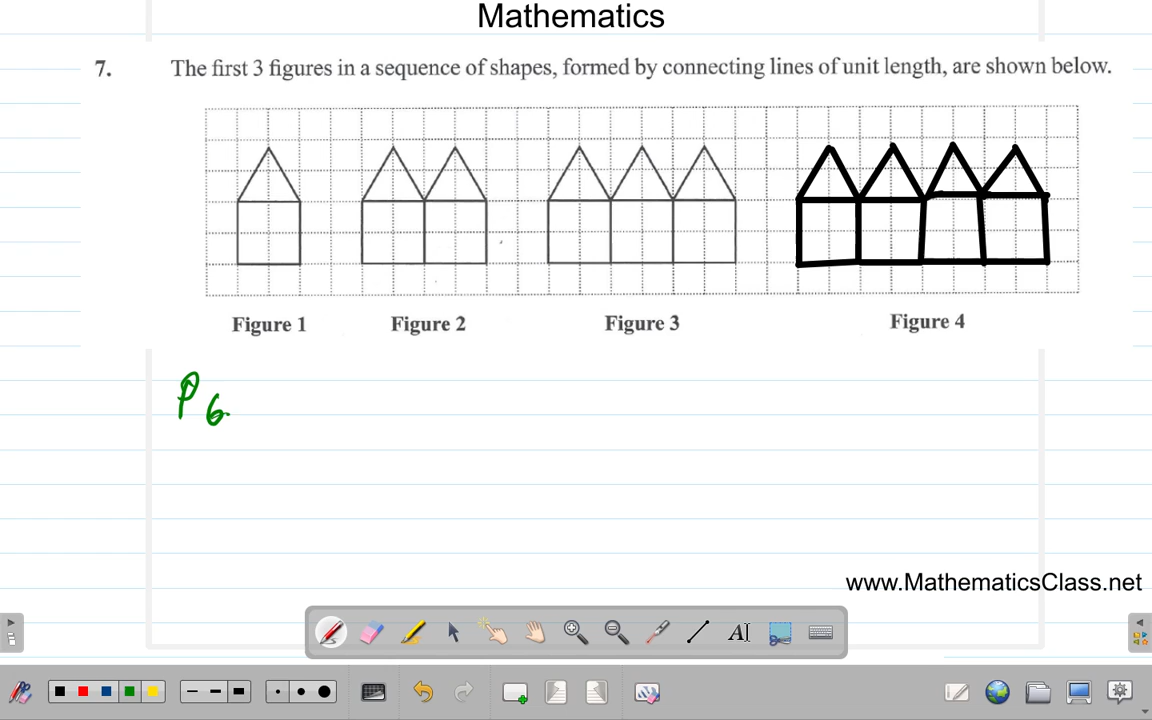 Mathematics
7. The first 3 figures in a sequence of shapes, formed by connecting lines of unit length, are shown below.
Figure 1 Figure 2 Figure 3 Figure 4
P6
www.MathematicsClass.net
AI